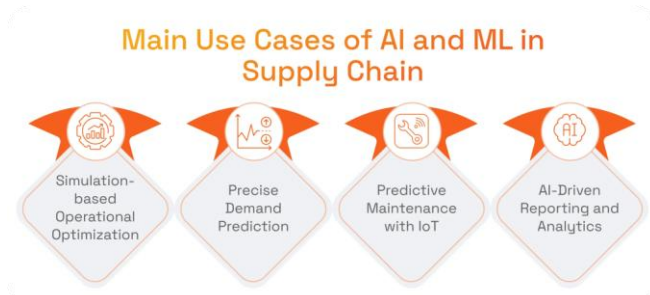 Main Use Cases of AI and ML in
Supply Chain
AI
Simulation-
based
Operational
Optimization
Precise
Demand
Prediction
Predictive
Maintenance
with IoT
AI-Driven
Reporting and
Analytics